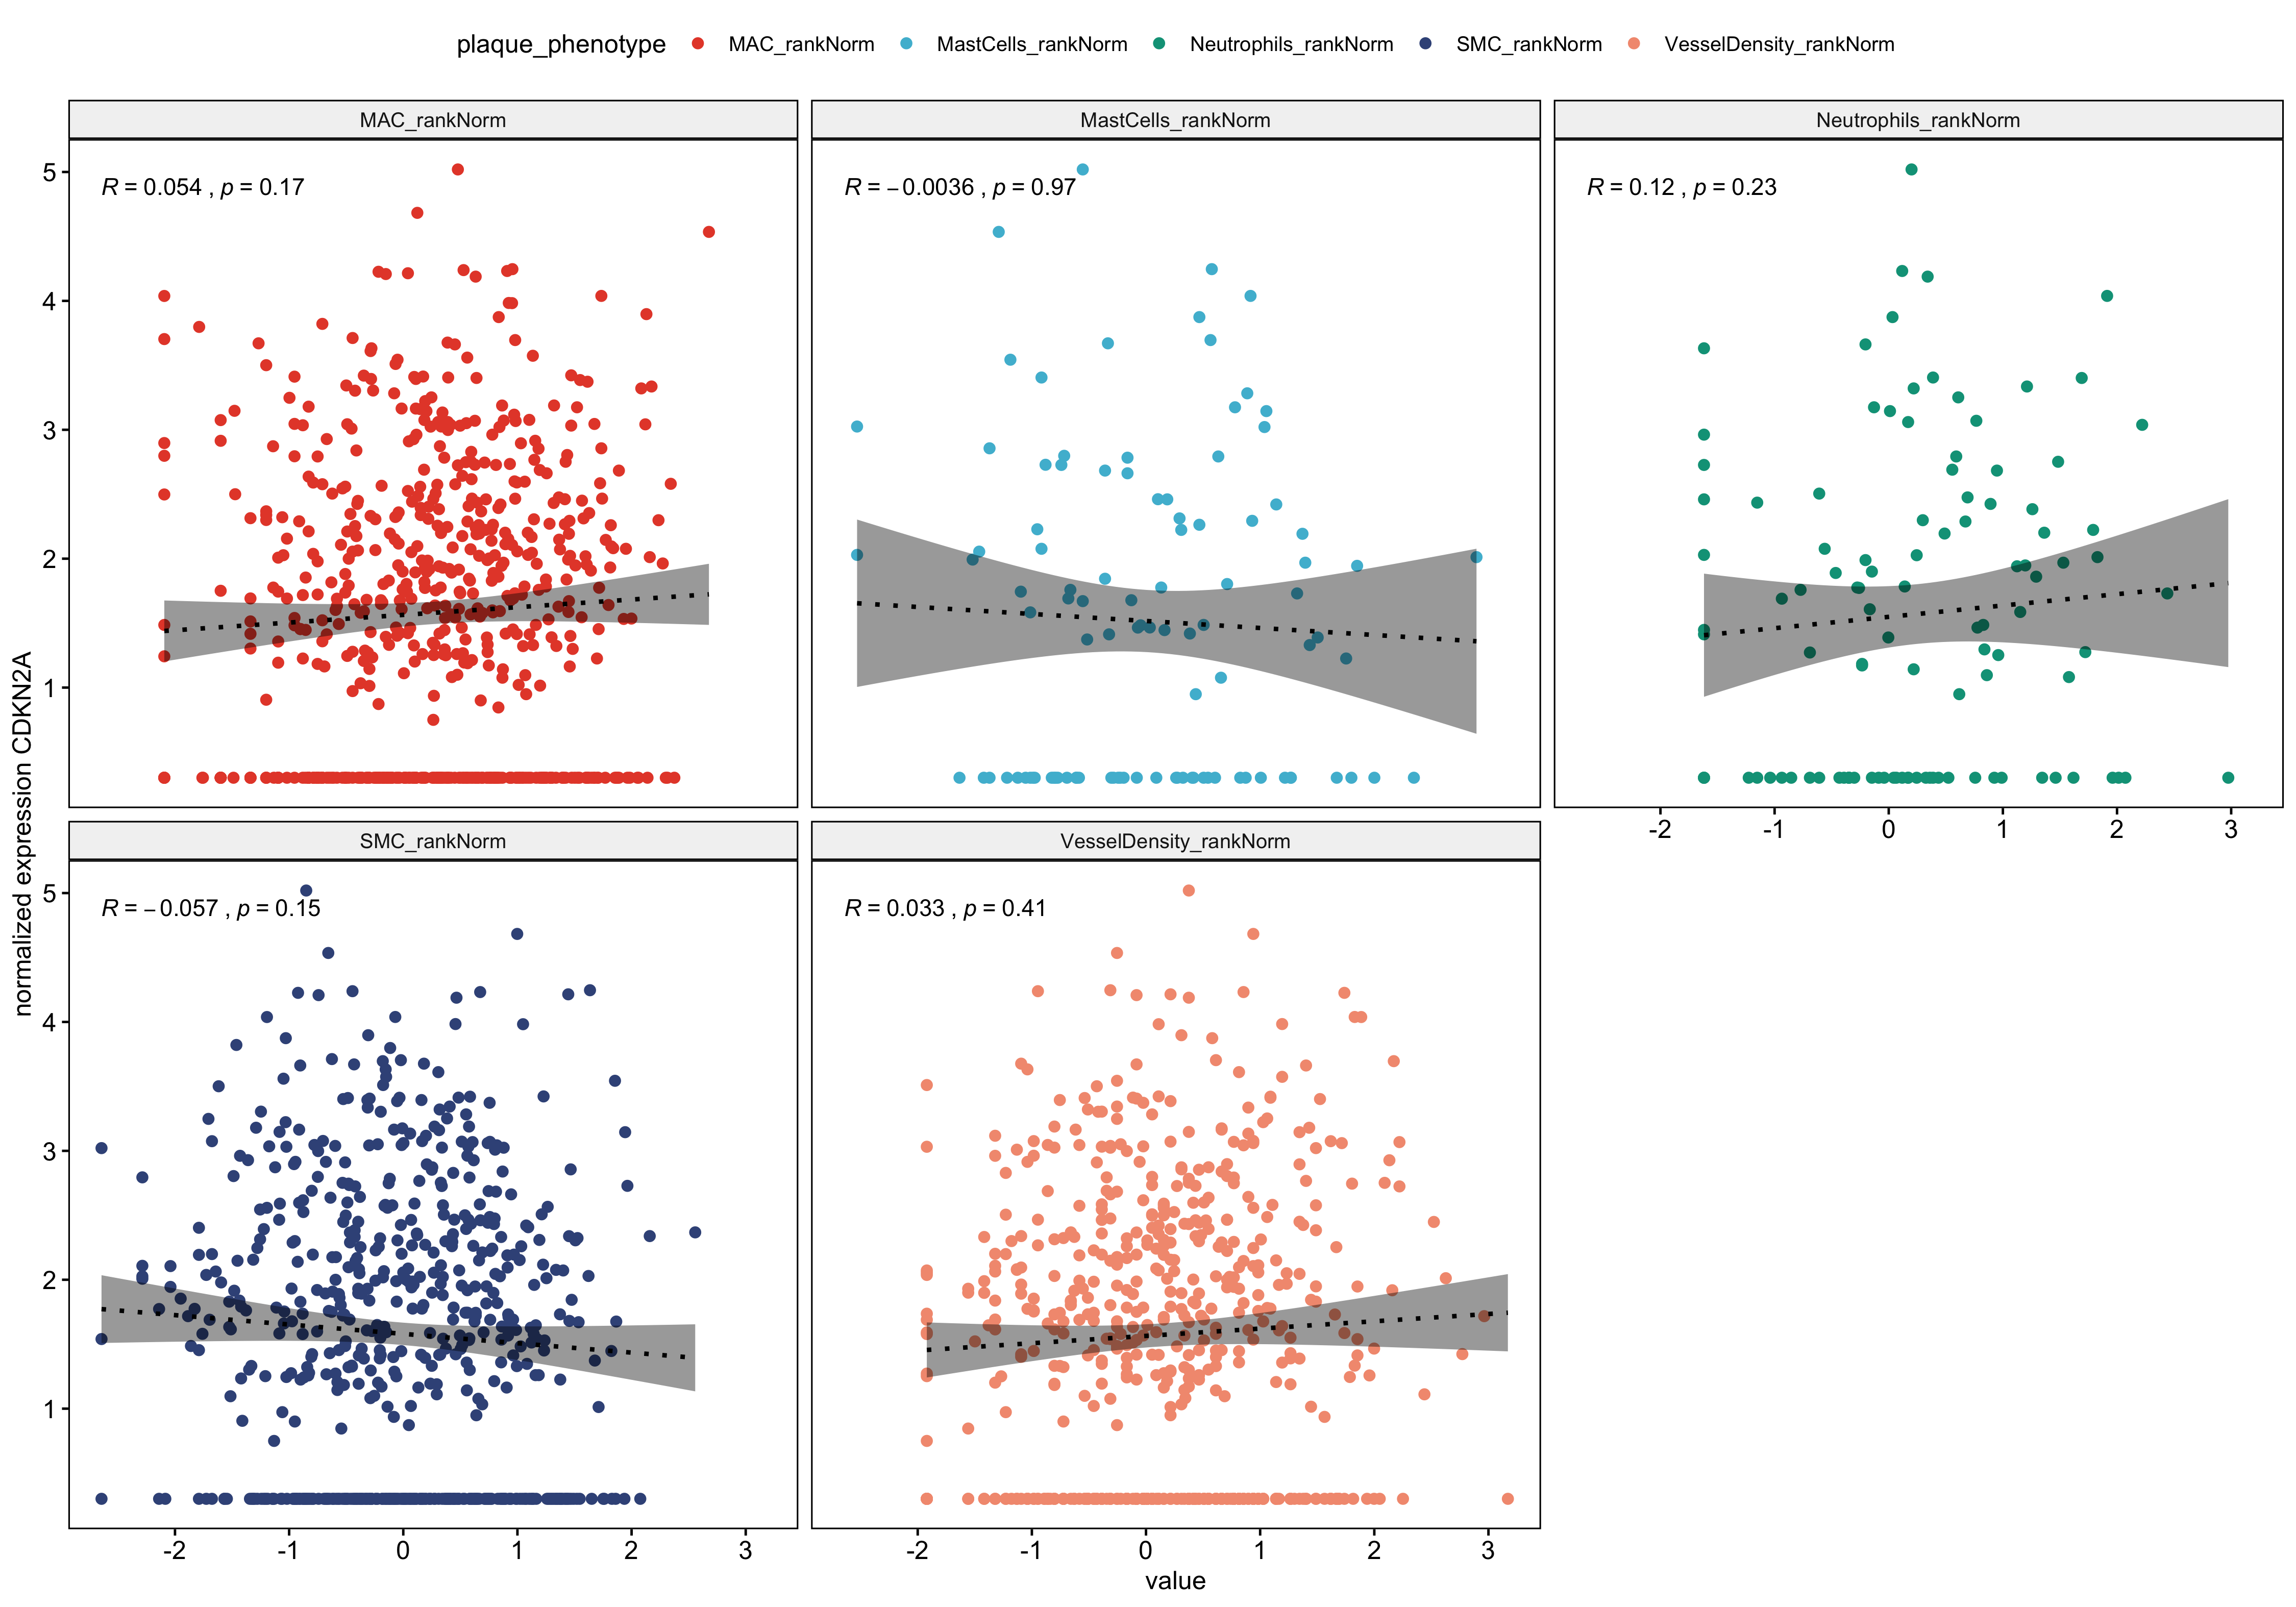 plaque_phenotype MAC_rankNorm MastCells_rankNorm Neutrophils_rankNorm SMC_rankNorm VesselDensity_rankNorm
MAC_rankNorm MastCells_rankNorm Neutrophils_rankNorm
R = 0.054 , p = 0.17 R = −0.0036 , p = 0.97 R = 0.12 , p = 0.23
5
4
3
2
1
-2 -1 0 1 2 3
normalized expression CDKN2A
SMC_rankNorm VesselDensity_rankNorm
R = −0.057 , p = 0.15 R = 0.033 , p = 0.41
5
4
3
2
1
-2 -1 0 1 2 3 -2 -1 0 1 2 3
value